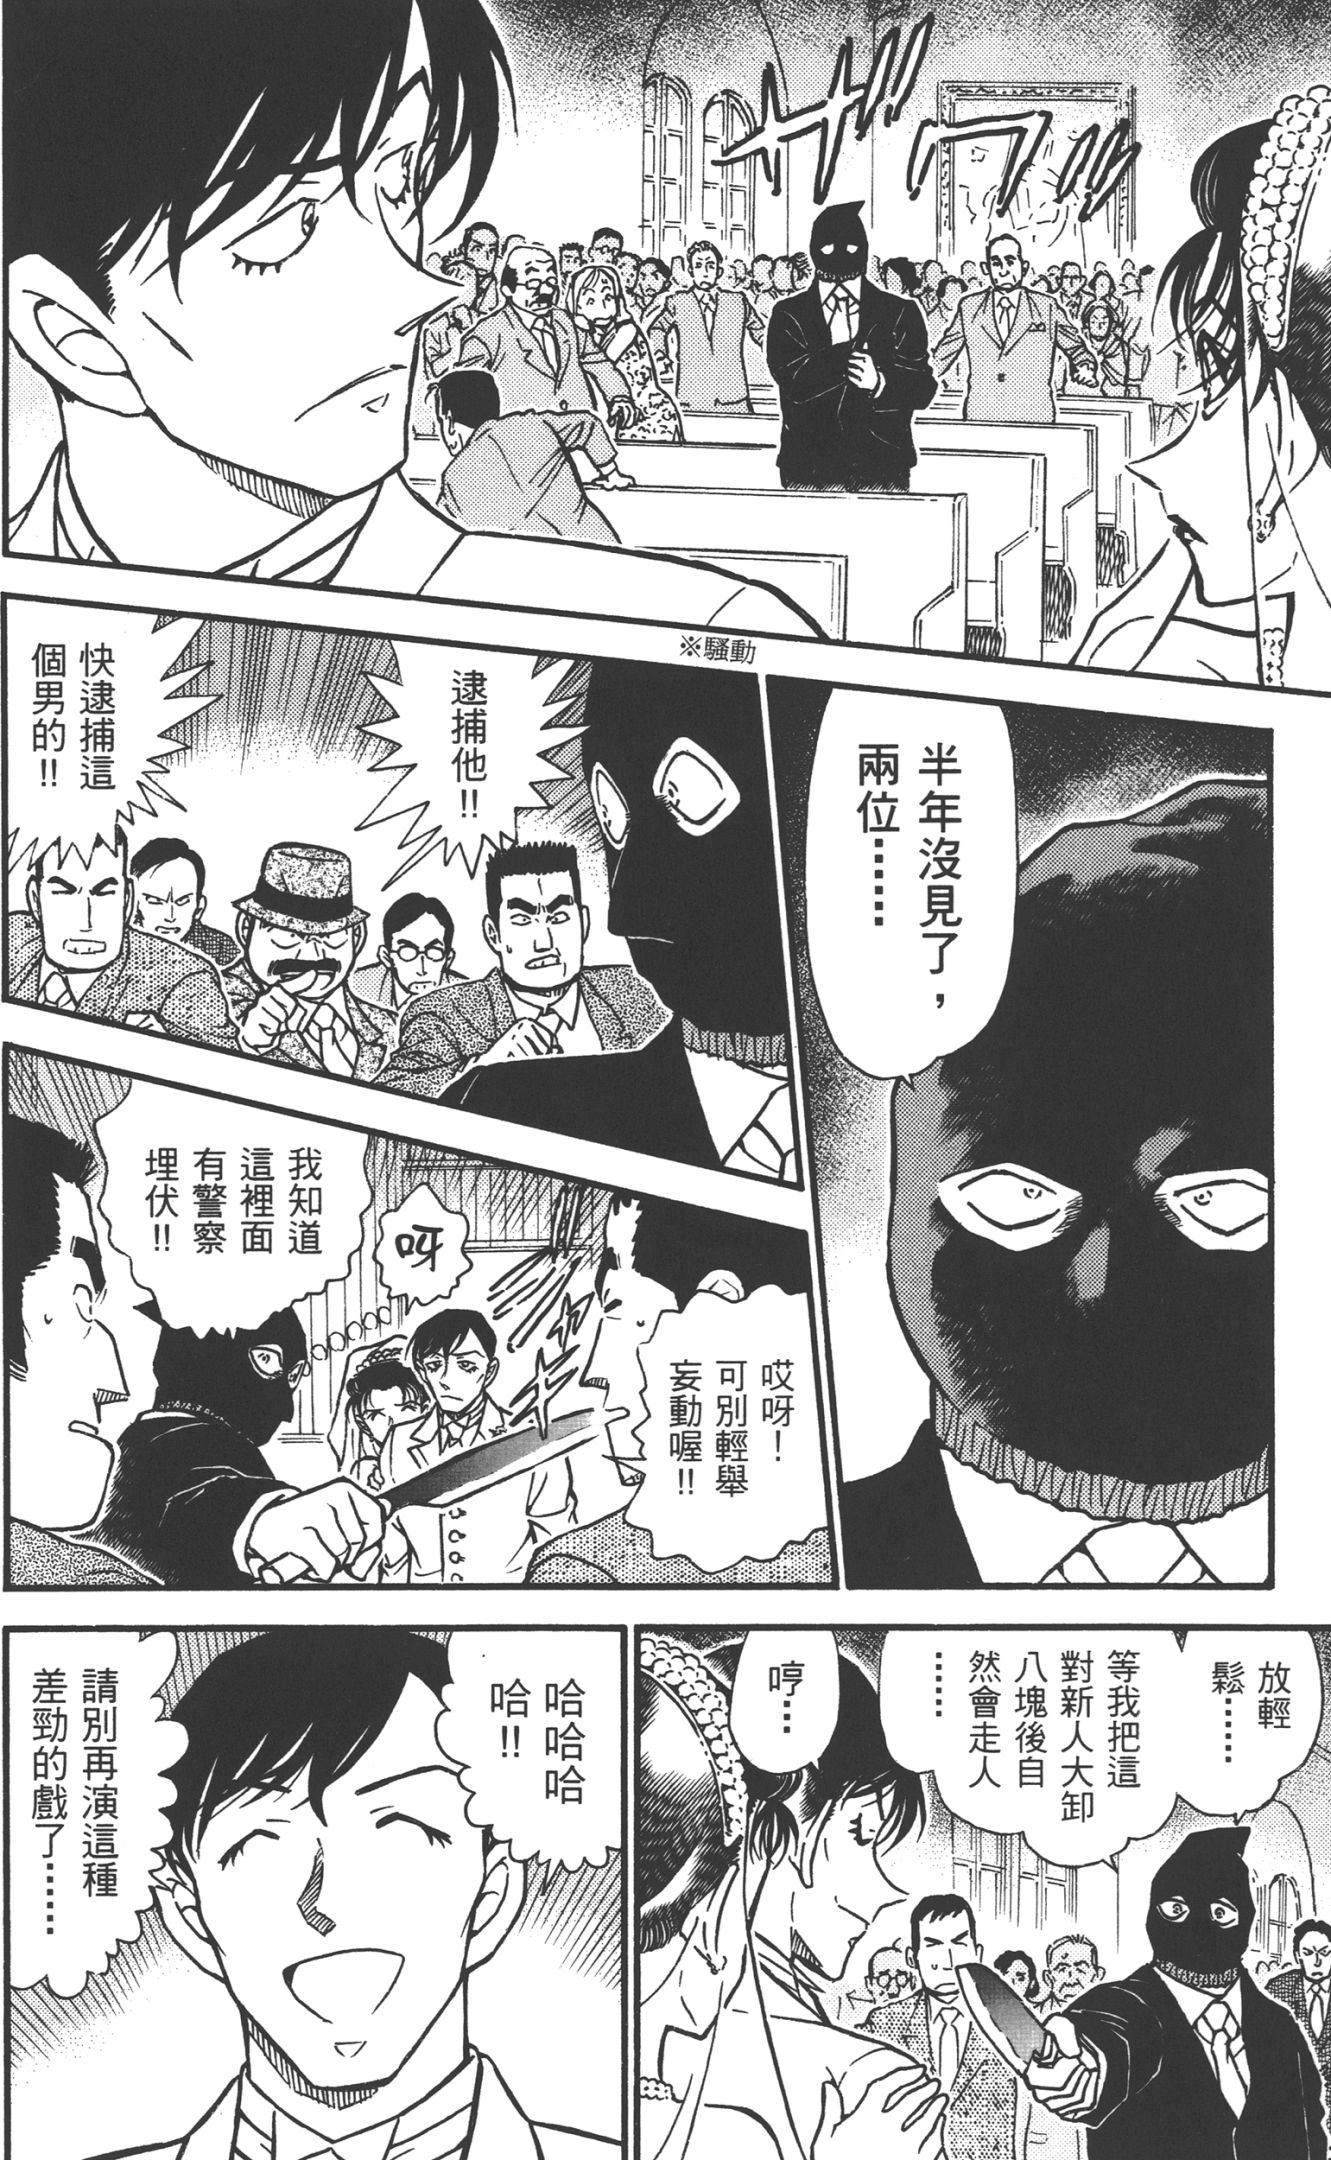 ザワ!!
※騷動
半年沒見了，
兩位……
逮捕他!!
快逮捕這
個男的!!
哎呀！
可別輕舉
妄動喔!!
キャ
呀
我知道
這裡面
有警察
埋伏!!
放輕
鬆……
等我把這
對新人大卸
八塊後自
然會走人
……
哼…
哈哈哈
哈!!
請別再演這種
差勁的戲了……